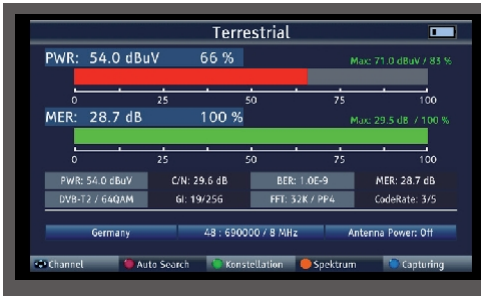 Terrestrial
PWR: 54.0 dBuV 66 % Max: 71.0 dBuV / 83 %
0 25 50 75 100
MER: 28.7 dB 100 % Max: 29.5 dB / 100 %
0 25 50 75 100
PWR: 54.0 dBuV C/N: 29.6 dB BER: 1.0E-9 MER: 28.7 dB
DVB-T2 / 64QAM GI: 19/256 FFT: 32K / PP4 CodeRate: 3/5
Germany 48 : 690000 / 8 MHz Antenna Power: Off
Channel Auto Search Konstellation Spektrum Capturing